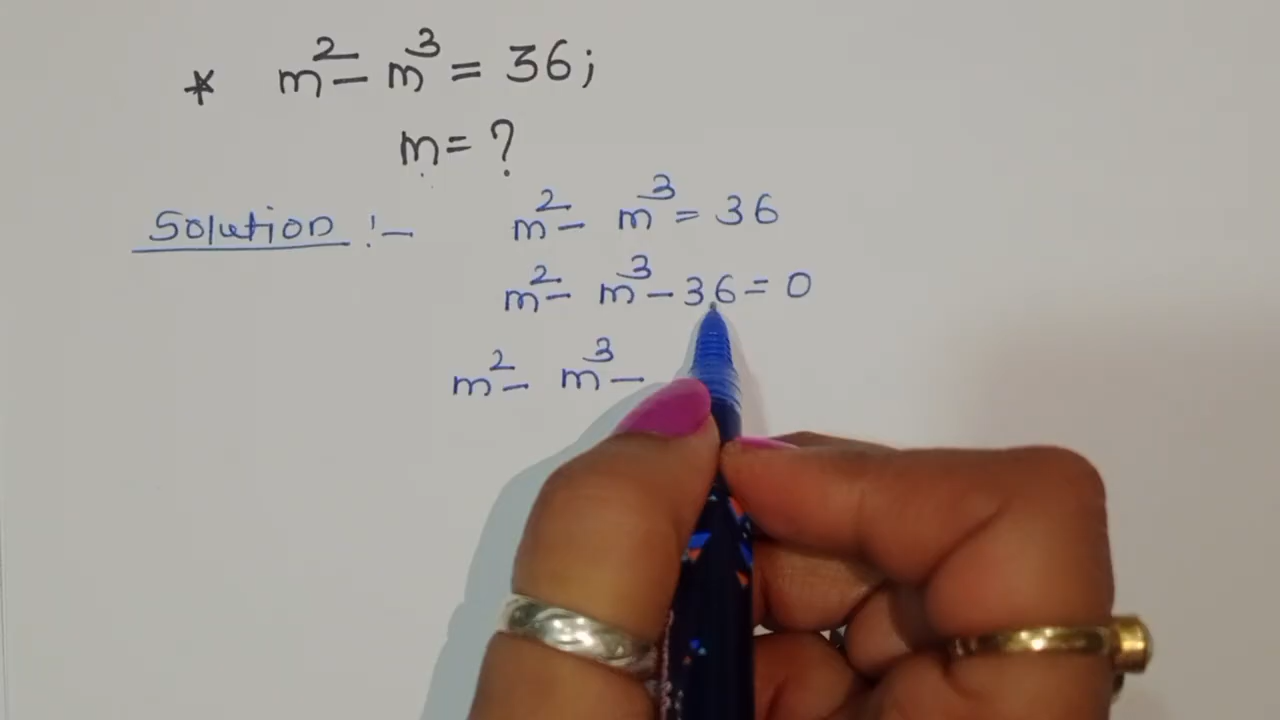 * m² - m³ = 36;
m = ?
Solution :- m² - m³ = 36
m² - m³ - 36 = 0
m² - m³ -